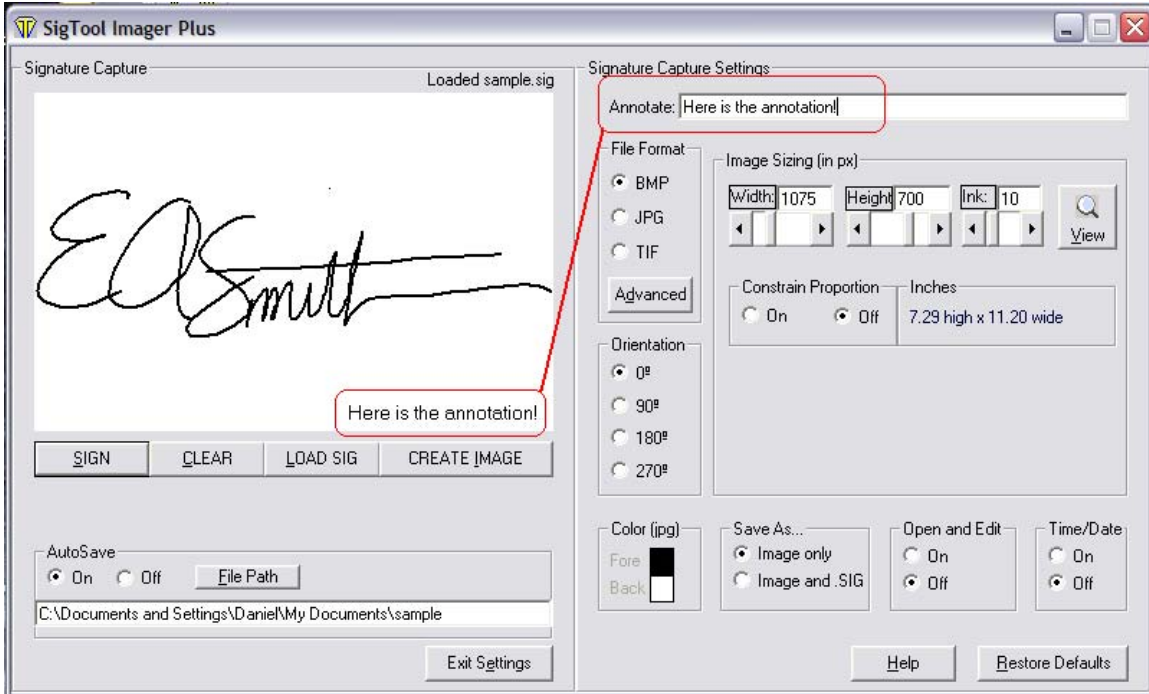 SigTool Imager Plus
Signature Capture
Loaded sample.sig
EASmith
Here is the annotation!
SIGN CLEAR LOAD SIG CREATE IMAGE
AutoSave
On Off File Path
C:\Documents and Settings\Daniel\My Documents\sample
Exit Settings
Signature Capture Settings
Annotate: Here is the annotation!
File Format
BMP
JPG
TIF
Advanced
Image Sizing (in px)
Width: 1075 Height 700 Ink: 10
View
Constrain Proportion
On Off
Inches
7.29 high x 11.20 wide
Orientation
0º
90º
180º
270º
Color (jpg)
Fore
Back
Save As...
Image only
Image and .SIG
Open and Edit
On
Off
Time/Date
On
Off
Help Restore Defaults